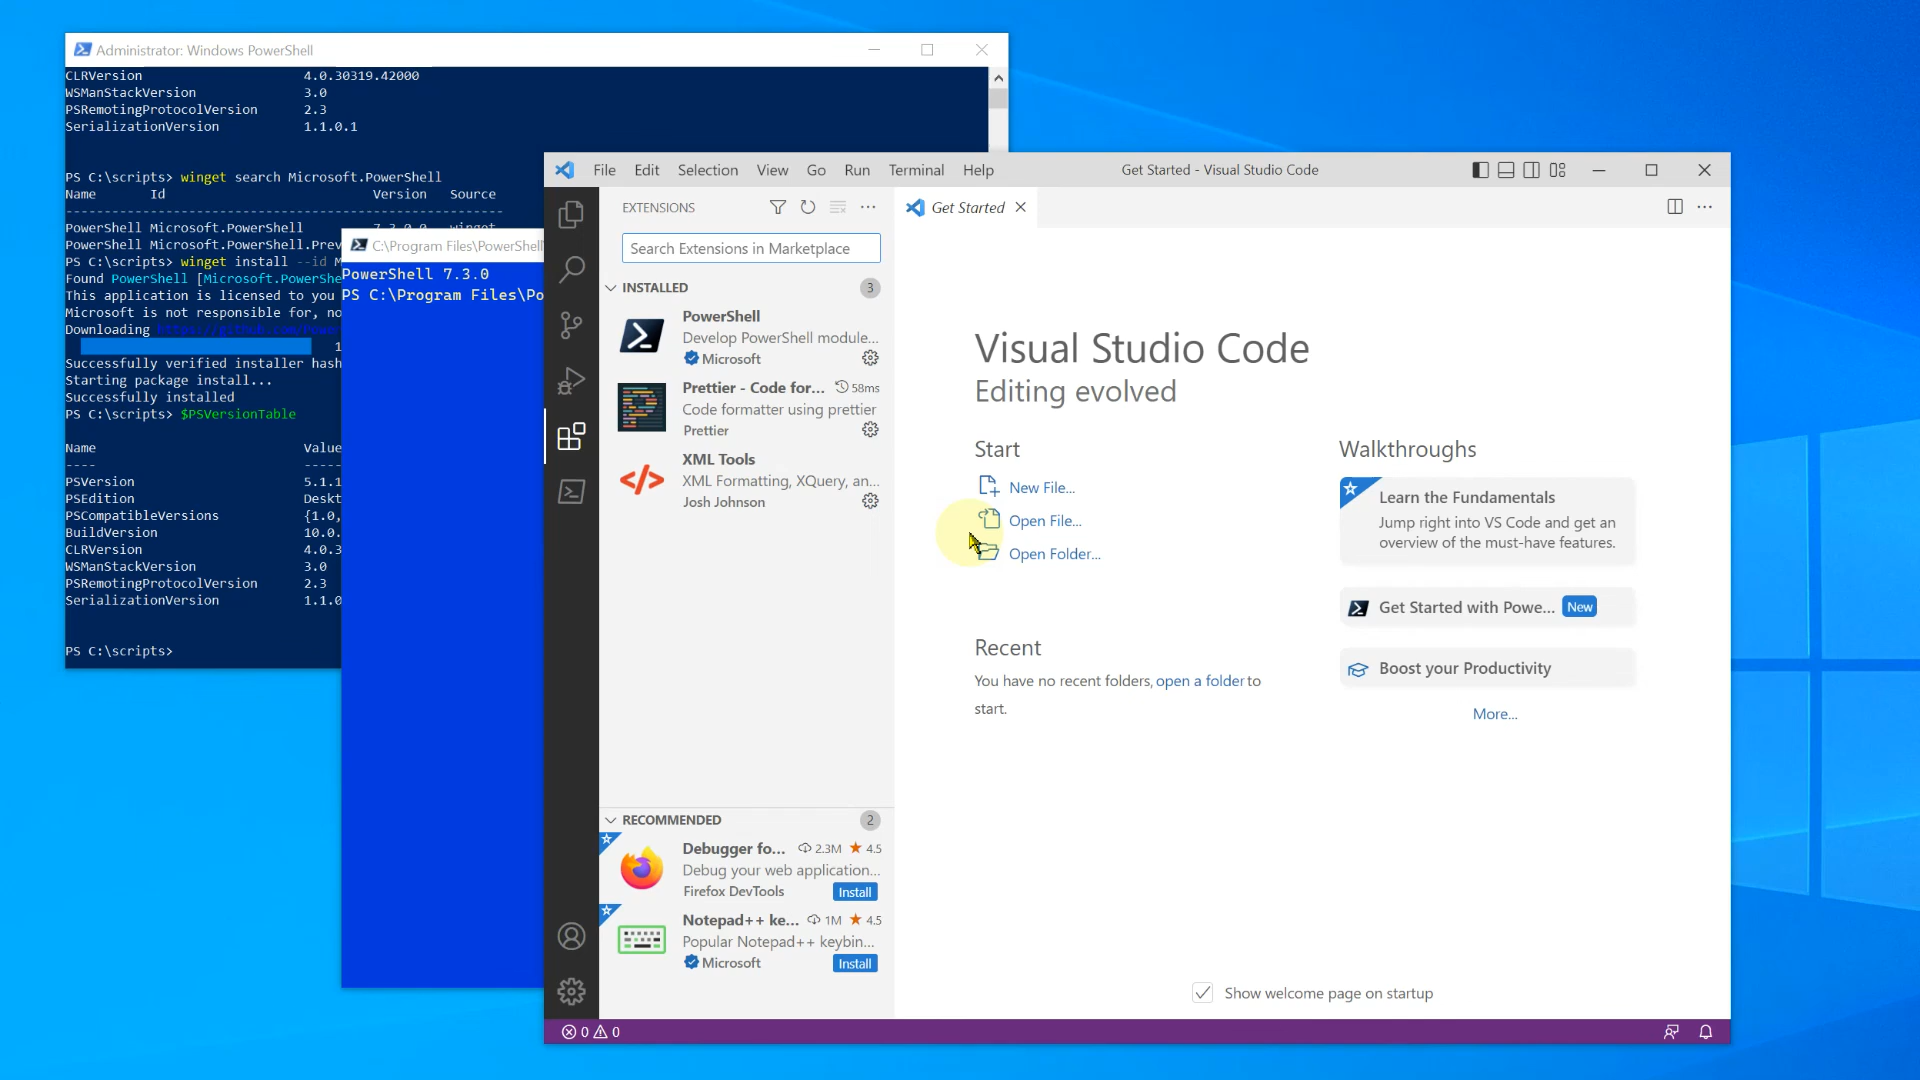 Administrator: Windows PowerShell
CLRVersion 4.0.30319.42000
WSManStackVersion 3.0
PSRemotingProtocolVersion 2.3
SerializationVersion 1.1.0.1
PS C:\scripts> winget search Microsoft.PowerShell
Name Id Version Source
-------------------------------------------------------
PowerShell Microsoft.PowerShell 7.3.0.0 winget
PowerShell Microsoft.PowerShell.Prev
PS C:\scripts> winget install --id M
Found PowerShell [Microsoft.PowerShe
This application is licensed to you
Microsoft is not responsible for, no
Downloading https://github.com/Power
1
Successfully verified installer hash
Starting package install...
Successfully installed
PS C:\scripts> $PSVersionTable
Name Value
---- -----
PSVersion 5.1.1
PSEdition Deskt
PSCompatibleVersions {1.0,
BuildVersion 10.0.
CLRVersion 4.0.3
WSManStackVersion 3.0
PSRemotingProtocolVersion 2.3
SerializationVersion 1.1.0
PS C:\scripts>
C:\Program Files\PowerShell
PowerShell 7.3.0
PS C:\Program Files\Po
File Edit Selection View Go Run Terminal Help
Get Started - Visual Studio Code
EXTENSIONS
Search Extensions in Marketplace
INSTALLED 3
PowerShell
Develop PowerShell module...
Microsoft
Prettier - Code for... 58ms
Code formatter using prettier
Prettier
XML Tools
XML Formatting, XQuery, an...
Josh Johnson
RECOMMENDED 2
Debugger fo... 2.3M 4.5
Debug your web application...
Firefox DevTools Install
Notepad++ ke... 1M 4.5
Popular Notepad++ keybin...
Microsoft Install
Get Started
Visual Studio Code
Editing evolved
Start
New File...
Open File...
Open Folder...
Recent
You have no recent folders, open a folder to
start.
Walkthroughs
Learn the Fundamentals
Jump right into VS Code and get an
overview of the must-have features.
Get Started with Powe... New
Boost your Productivity
More...
Show welcome page on startup
0 0